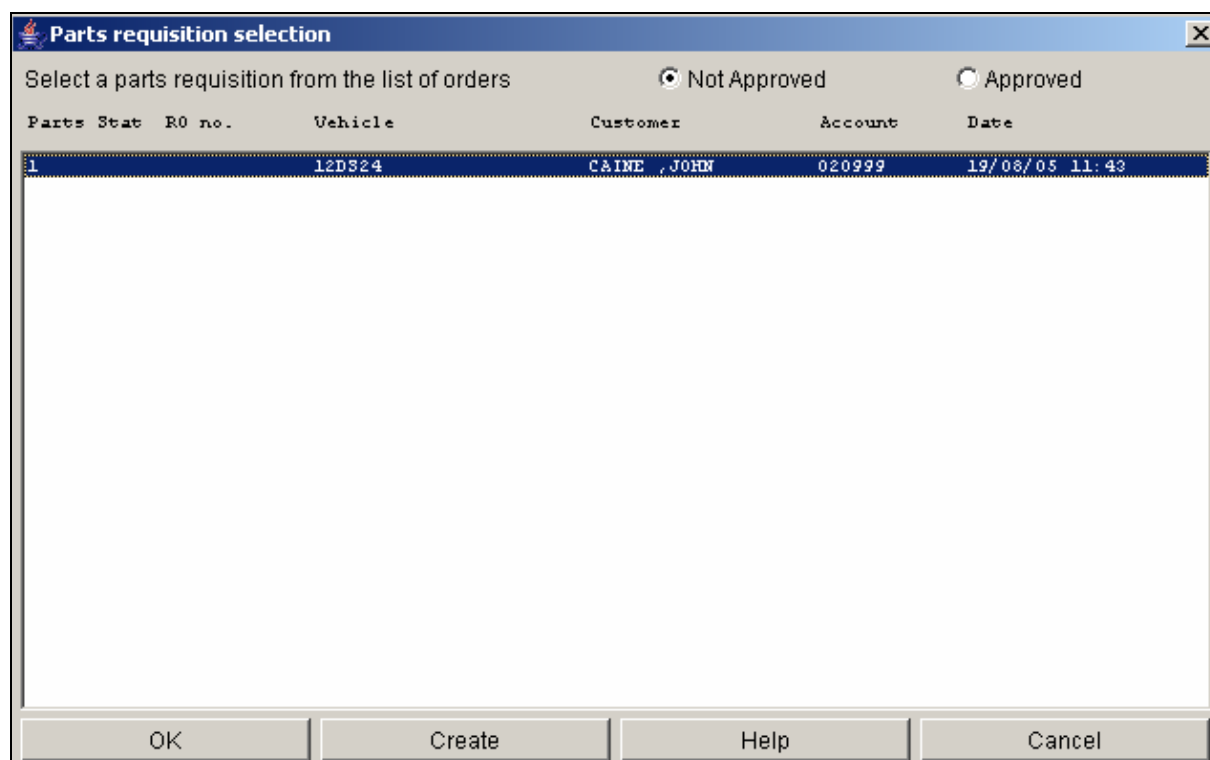 Parts requisition selection
Select a parts requisition from the list of orders Not Approved Approved
Parts Stat RO no. Vehicle Customer Account Date
1 12DS24 CAINE ,JOHN 020999 19/08/05 11:43
OK Create Help Cancel